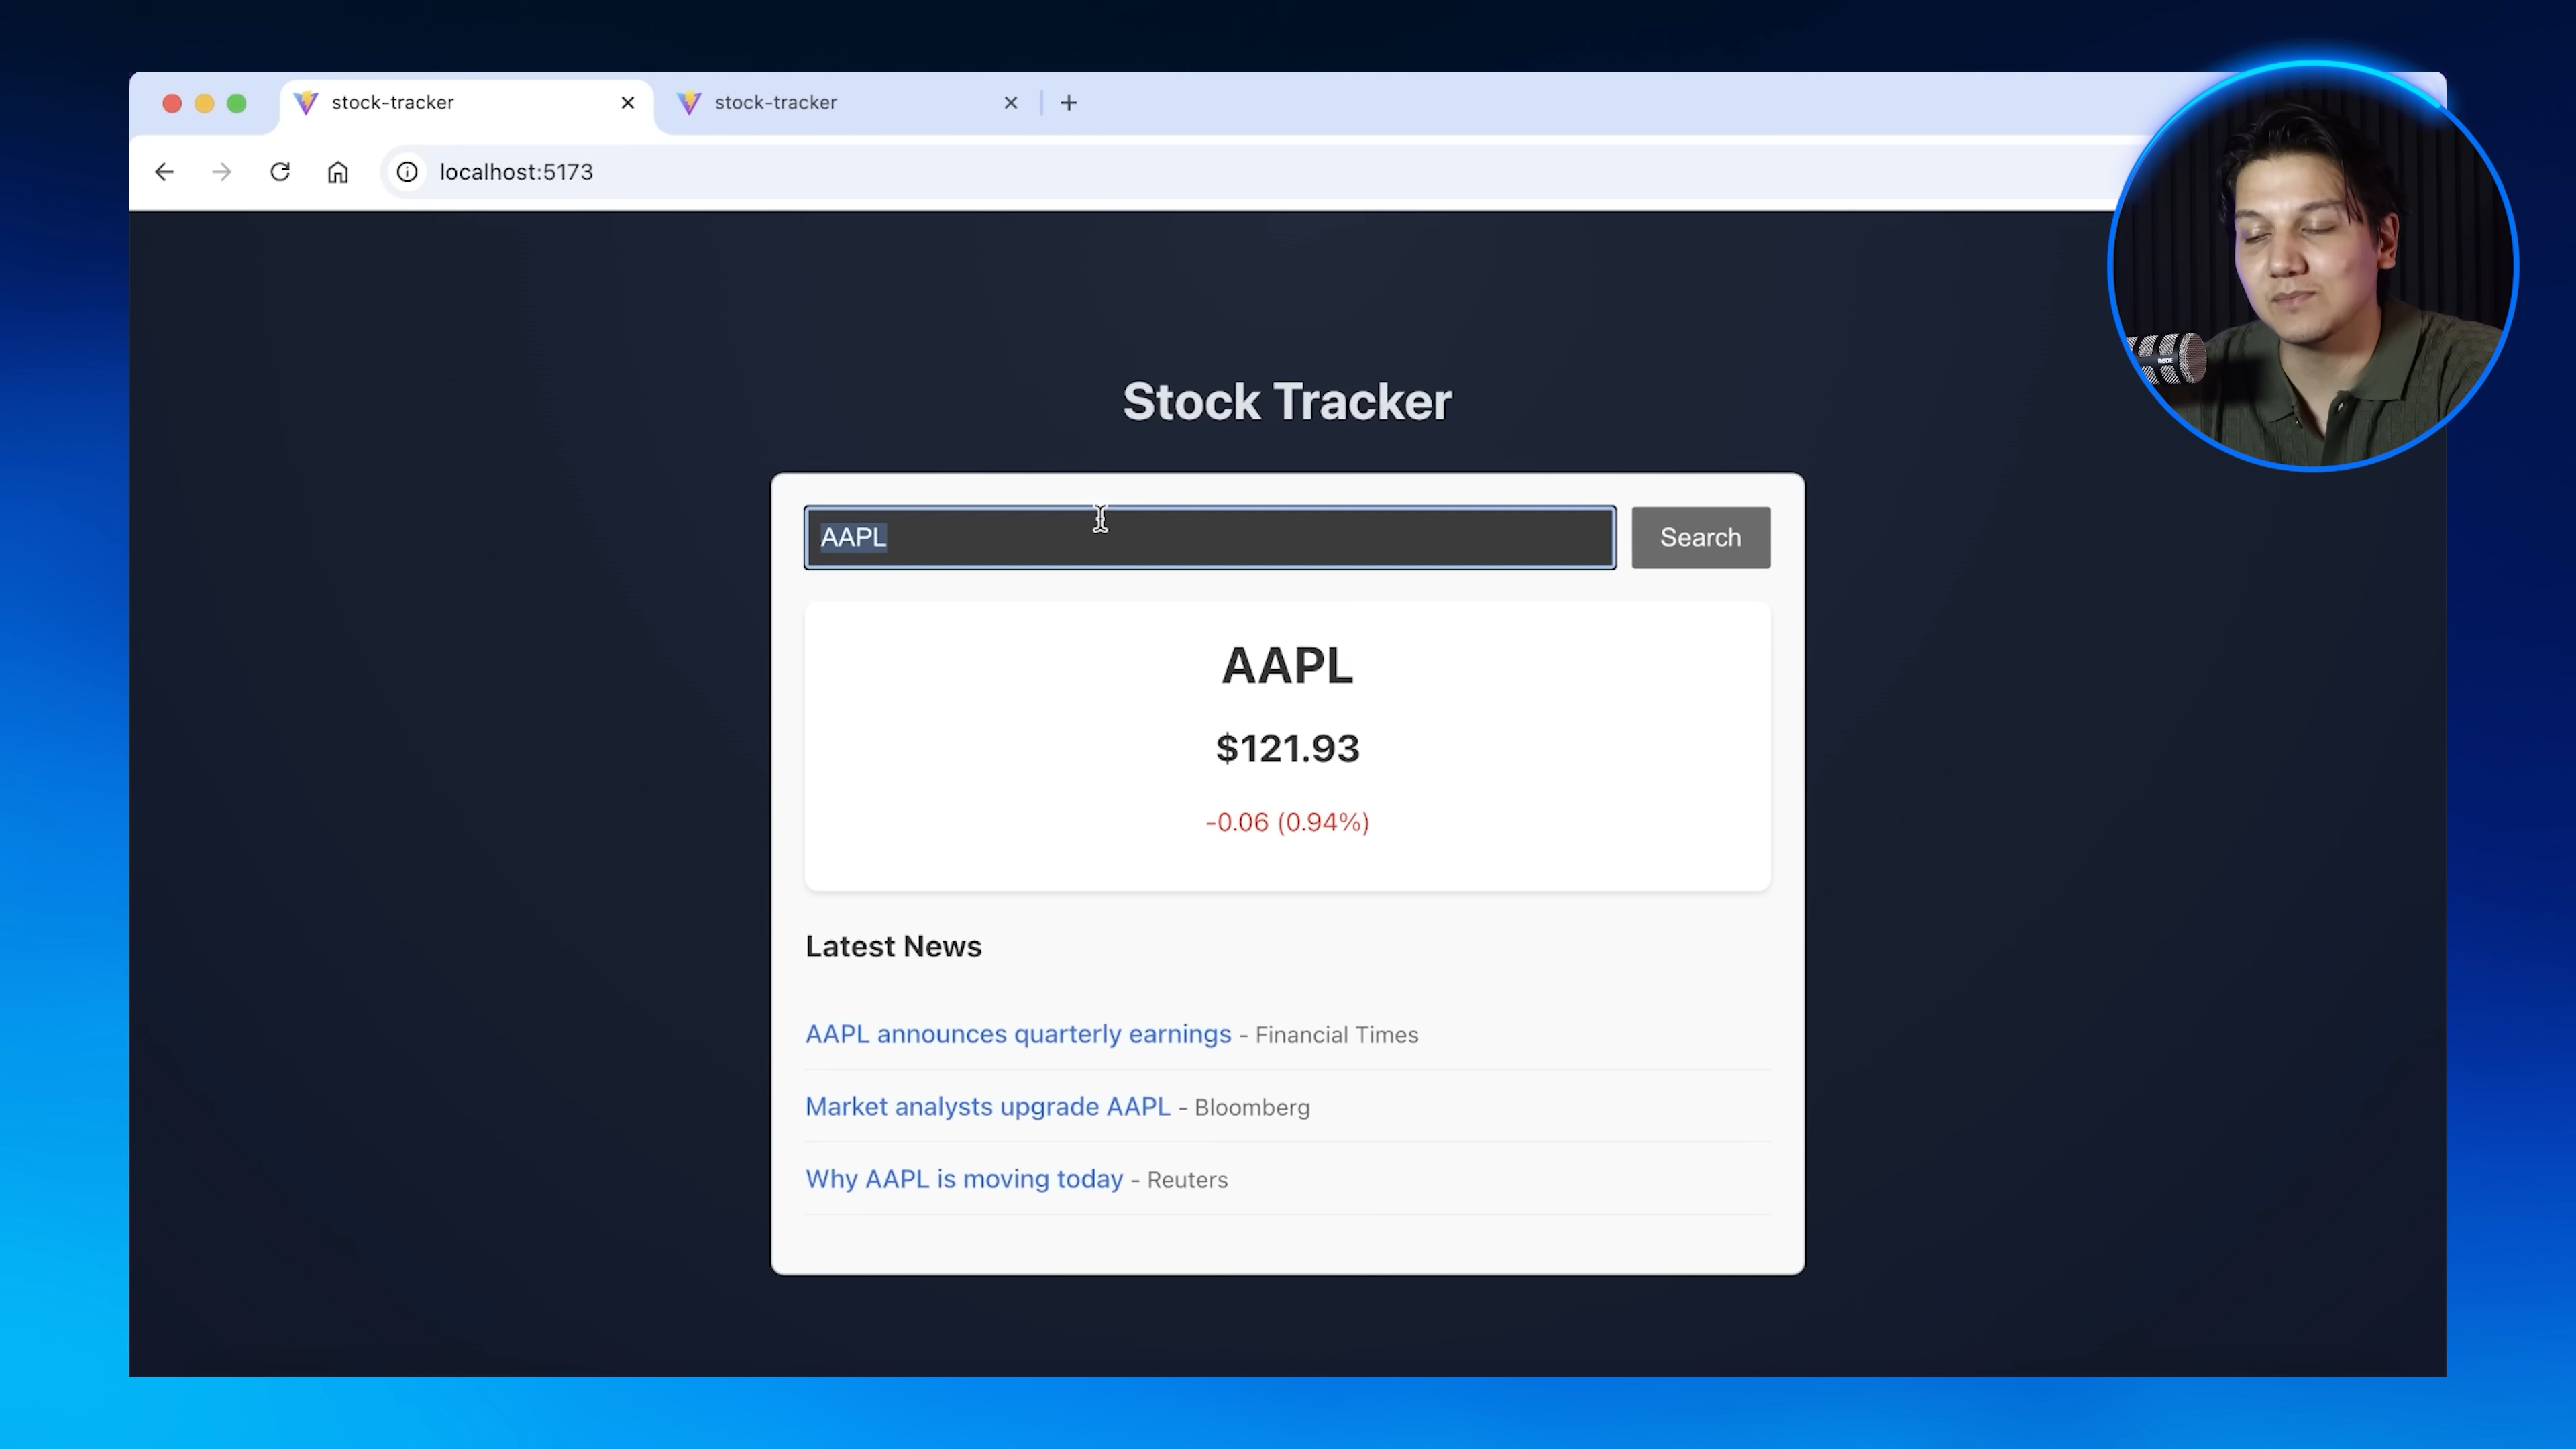 stock-tracker
stock-tracker
localhost:5173
Stock Tracker
AAPL
Search
AAPL
$121.93
-0.06 (0.94%)
Latest News
AAPL announces quarterly earnings - Financial Times
Market analysts upgrade AAPL - Bloomberg
Why AAPL is moving today - Reuters
RØDE